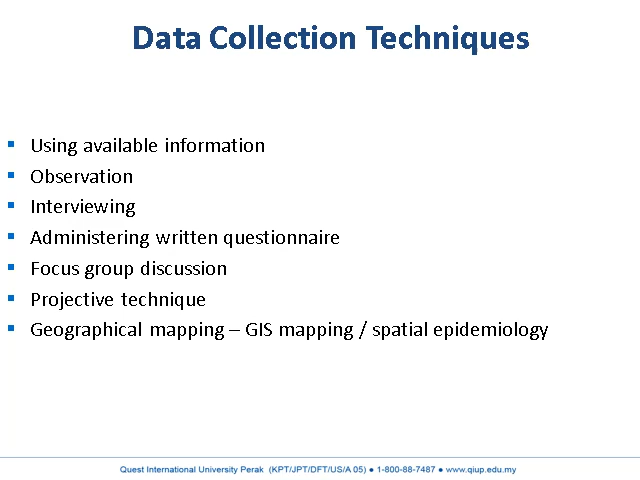 Data Collection Techniques
▪ Using available information
▪ Observation
▪ Interviewing
▪ Administering written questionnaire
▪ Focus group discussion
▪ Projective technique
▪ Geographical mapping – GIS mapping / spatial epidemiology
Quest International University Perak (KPT/JPT/DFT/US/A 05) ● 1-800-88-7487 ● www.qiup.edu.my